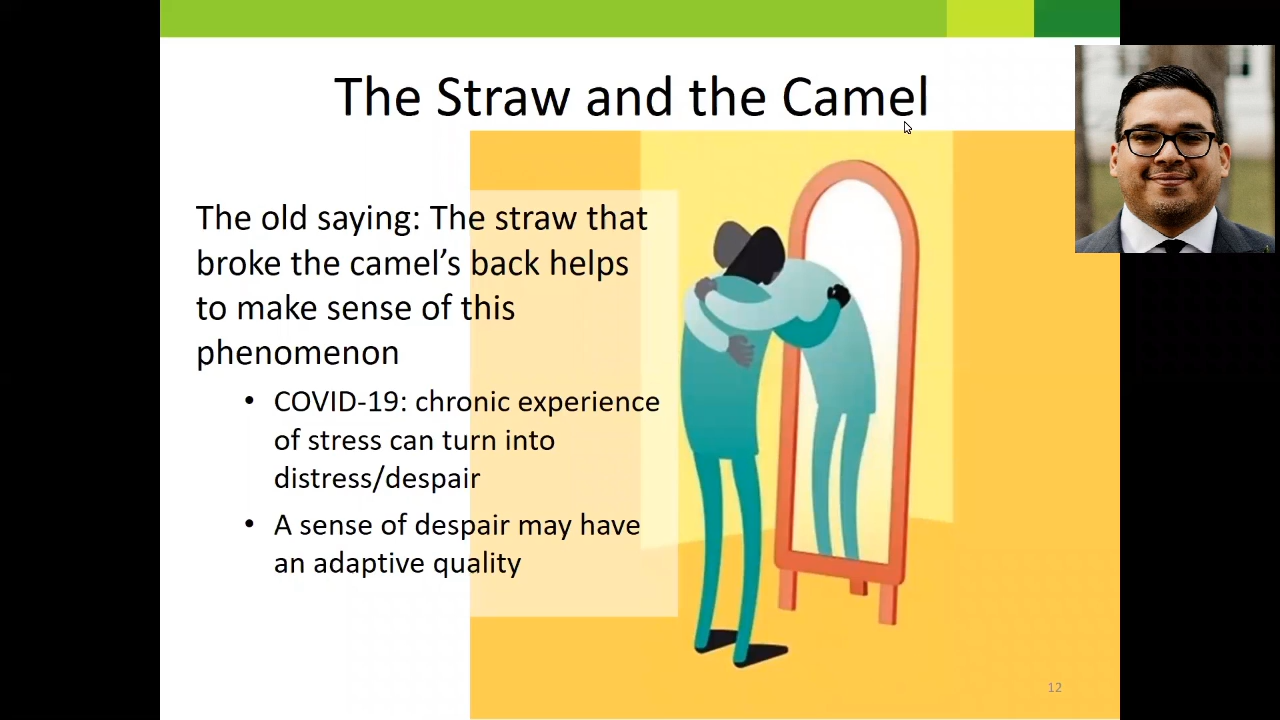 The Straw and the Camel
The old saying: The straw that
broke the camel’s back helps
to make sense of this
phenomenon
• COVID-19: chronic experience
of stress can turn into
distress/despair
• A sense of despair may have
an adaptive quality
12